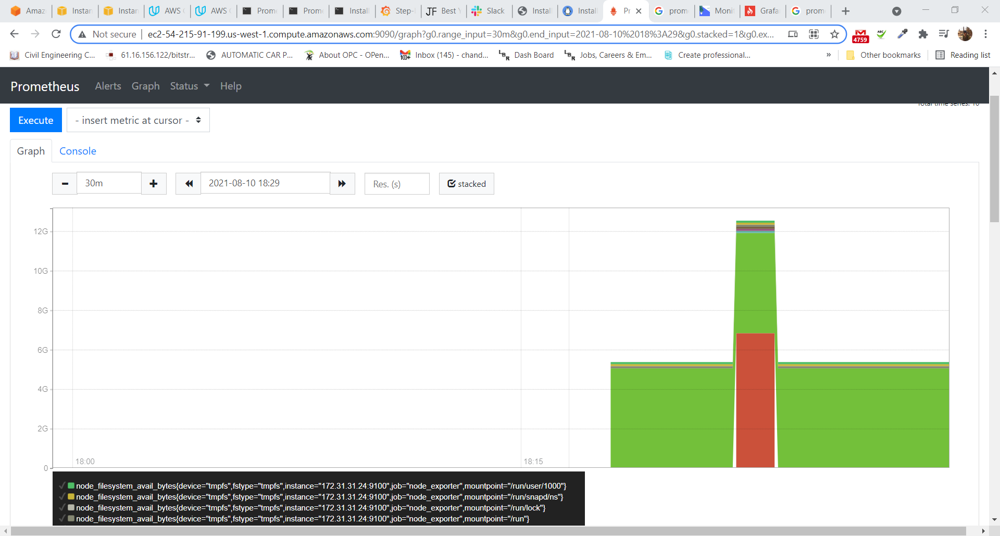 Amaz Instan Instan AWS AWS Prom Prom Install Step- JF Best Slack Install Install Pr prom Monit Grafa prom
Not secure ec2-54-215-91-199.us-west-1.compute.amazonaws.com:9090/graph?g0.range_input=30m&g0.end_input=2021-08-10%2018%3A29&g0.stacked=1&g0.ex... 4759 ABC
Civil Engineering C... 61.16.156.122/bitstr... AUTOMATIC CAR P... About OPC - OPen... 100+ Inbox (145) - chand... Dash Board Jobs, Careers & Em... Create professional... » Other bookmarks Reading list
Prometheus Alerts Graph Status Help
Total time series: 10
Execute - insert metric at cursor -
Graph Console
30m 2021-08-10 18:29 Res. (s) stacked
12G
10G
8G
6G
4G
2G
18:00 18:15
0
node_filesystem_avail_bytes{device="tmpfs",fstype="tmpfs",instance="172.31.31.24:9100",job="node_exporter",mountpoint="/run/user/1000"}
node_filesystem_avail_bytes{device="tmpfs",fstype="tmpfs",instance="172.31.31.24:9100",job="node_exporter",mountpoint="/run/snapd/ns"}
node_filesystem_avail_bytes{device="tmpfs",fstype="tmpfs",instance="172.31.31.24:9100",job="node_exporter",mountpoint="/run/lock"}
node_filesystem_avail_bytes{device="tmpfs",fstype="tmpfs",instance="172.31.31.24:9100",job="node_exporter",mountpoint="/run"}